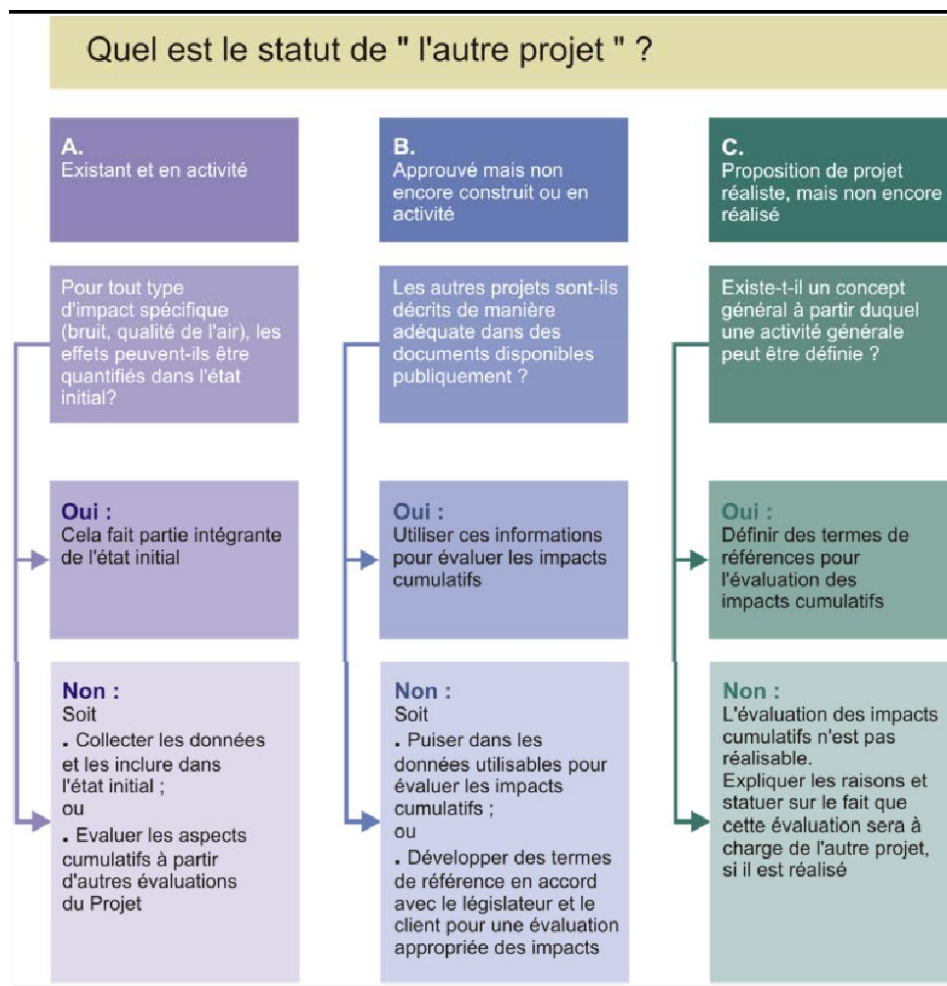 Quel est le statut de " l'autre projet " ?
A.
Existant et en activité
Pour tout type
d'impact spécifique
(bruit, qualité de l'air), les
effets peuvent-ils être
quantifiés dans l'état
initial?
Oui :
Cela fait partie intégrante
de l'état initial
Non :
Soit
. Collecter les données
et les inclure dans
l'état initial ;
ou
. Evaluer les aspects
cumulatifs à partir
d'autres évaluations
du Projet
B.
Approuvé mais non
encore construit ou en
activité
Les autres projets sont-ils
décrits de manière
adéquate dans des
documents disponibles
publiquement ?
Oui :
Utiliser ces informations
pour évaluer les impacts
cumulatifs
Non :
Soit
. Puiser dans les
données utilisables pour
évaluer les impacts
cumulatifs ;
ou
. Développer des termes
de référence en accord
avec le législateur et le
client pour une évaluation
appropriée des impacts
C.
Proposition de projet
réaliste, mais non encore
réalisé
Existe-t-il un concept
général à partir duquel
une activité générale
peut être définie ?
Oui :
Définir des termes de
références pour
l'évaluation des
impacts cumulatifs
Non :
L'évaluation des impacts
cumulatifs n'est pas
réalisable.
Expliquer les raisons et
statuer sur le fait que
cette évaluation sera à
charge de l'autre projet,
si il est réalisé